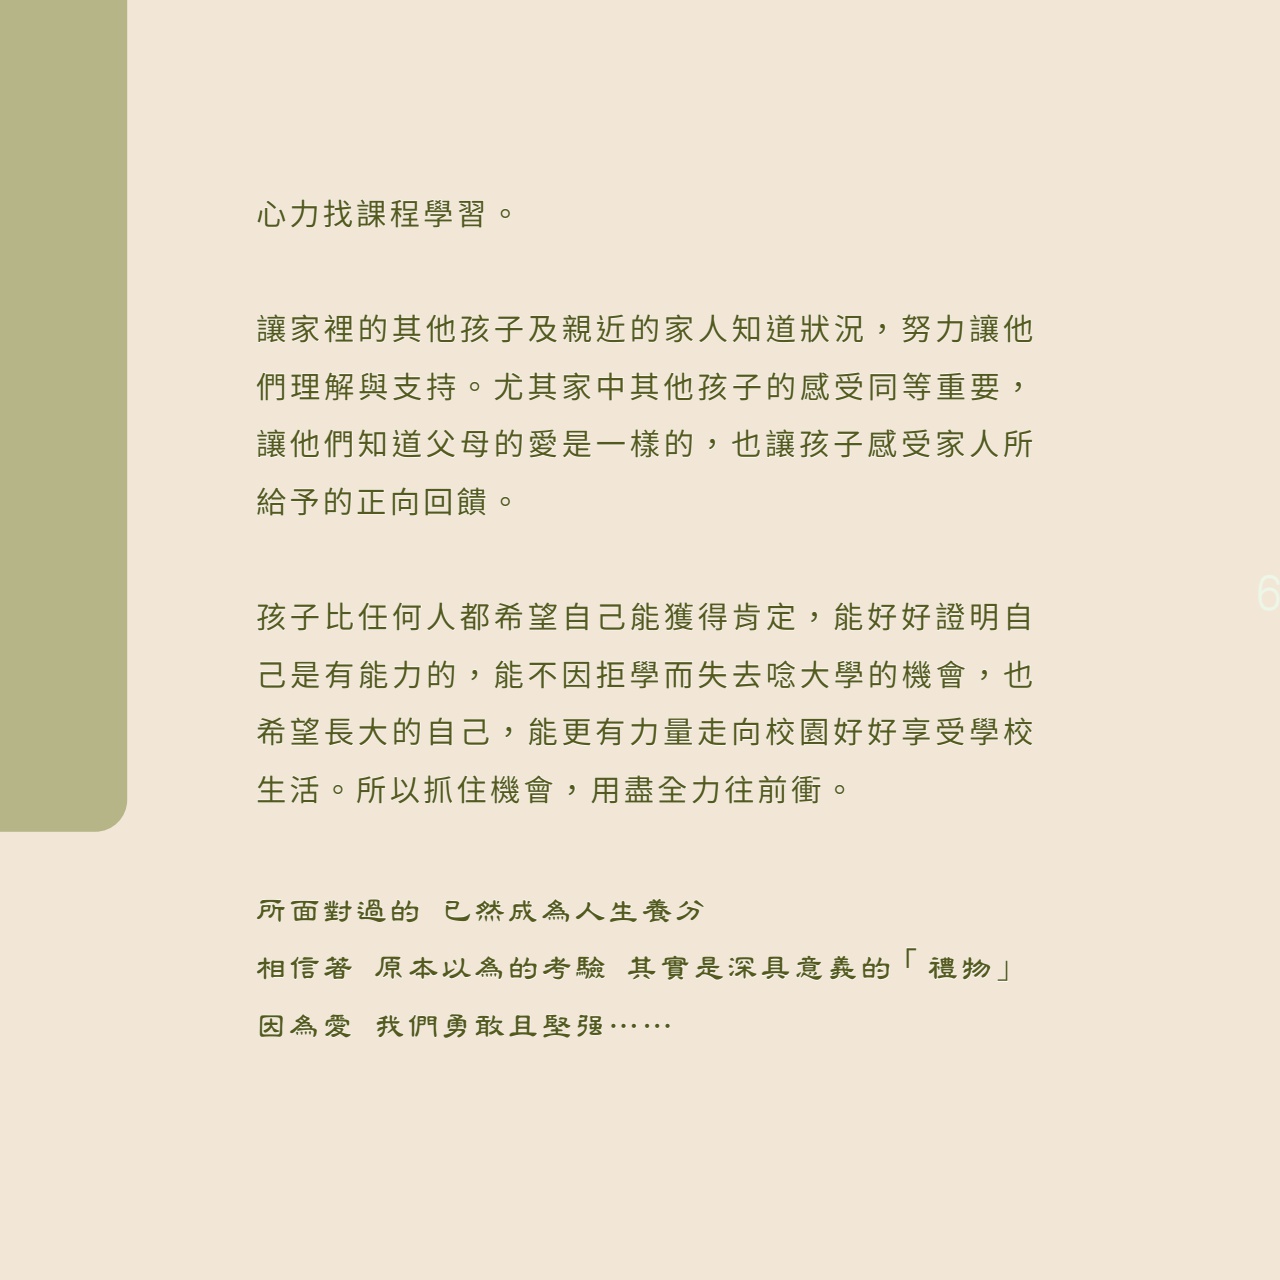 心力找課程學習。
讓家裡的其他孩子及親近的家人知道狀況，努力讓他
們理解與支持。尤其家中其他孩子的感受同等重要，
讓他們知道父母的愛是一樣的，也讓孩子感受家人所
給予的正向回饋。
孩子比任何人都希望自己能獲得肯定，能好好證明自
己是有能力的，能不因拒學而失去唸大學的機會，也
希望長大的自己，能更有力量走向校園好好享受學校
生活。所以抓住機會，用盡全力往前衝。
所面對過的 已然成為人生養分
相信著 原本以為的考驗 其實是深具意義的「禮物」
因為愛 我們勇敢且堅强……
6